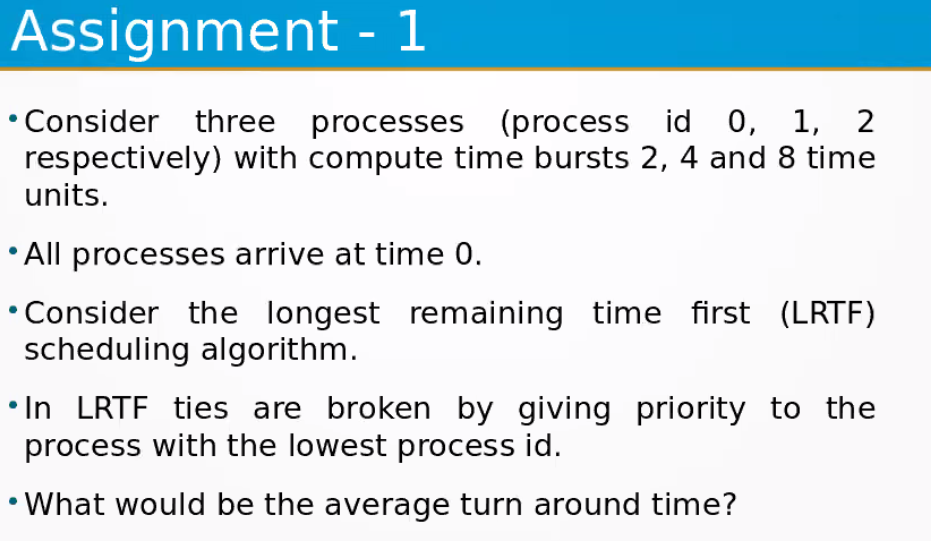 Assignment - 1
•Consider three processes (process id 0, 1, 2
respectively) with compute time bursts 2, 4 and 8 time
units.
•All processes arrive at time 0.
•Consider the longest remaining time first (LRTF)
scheduling algorithm.
•In LRTF ties are broken by giving priority to the
process with the lowest process id.
•What would be the average turn around time?